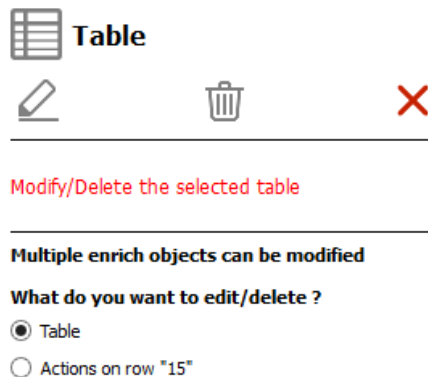 Table
Modify/Delete the selected table
Multiple enrich objects can be modified
What do you want to edit/delete ?
Table
Actions on row "15"